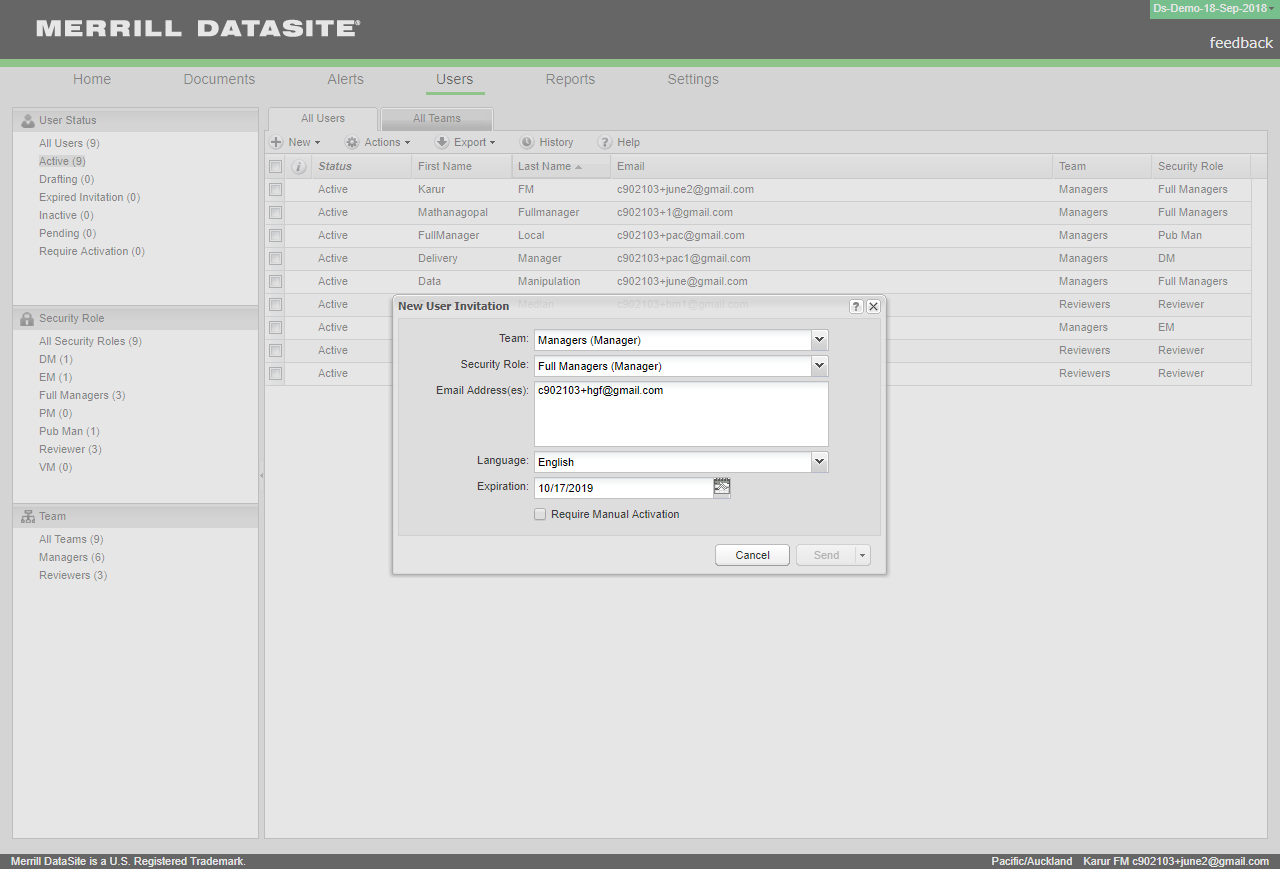 MERRILL DATASITE®
Ds-Demo-18-Sep-2018
feedback
Home Documents Alerts Users Reports Settings
User Status
All Users (9)
Active (9)
Drafting (0)
Expired Invitation (0)
Inactive (0)
Pending (0)
Require Activation (0)
Security Role
All Security Roles (9)
DM (1)
EM (1)
Full Managers (3)
PM (0)
Pub Man (1)
Reviewer (3)
VM (0)
Team
All Teams (9)
Managers (6)
Reviewers (3)
All Users All Teams
New Actions Export History ? Help
i Status First Name Last Name Email Team Security Role
Active Karur FM c902103+june2@gmail.com Managers Full Managers
Active Mathanagopal Fullmanager c902103+1@gmail.com Managers Full Managers
Active FullManager Local c902103+pac@gmail.com Managers Pub Man
Active Delivery Manager c902103+pac1@gmail.com Managers DM
Active Data Manipulation c902103+june@gmail.com Managers Full Managers
Active Median c902103+hm1@gmail.com Reviewers Reviewer
Active Managers EM
Active Reviewers Reviewer
Active Reviewers Reviewer
New User Invitation ?
Team: Managers (Manager)
Security Role: Full Managers (Manager)
Email Address(es): c902103+hgf@gmail.com
Language: English
Expiration: 10/17/2019
Require Manual Activation
Cancel Send
Merrill DataSite is a U.S. Registered Trademark. Pacific/Auckland Karur FM c902103+june2@gmail.com